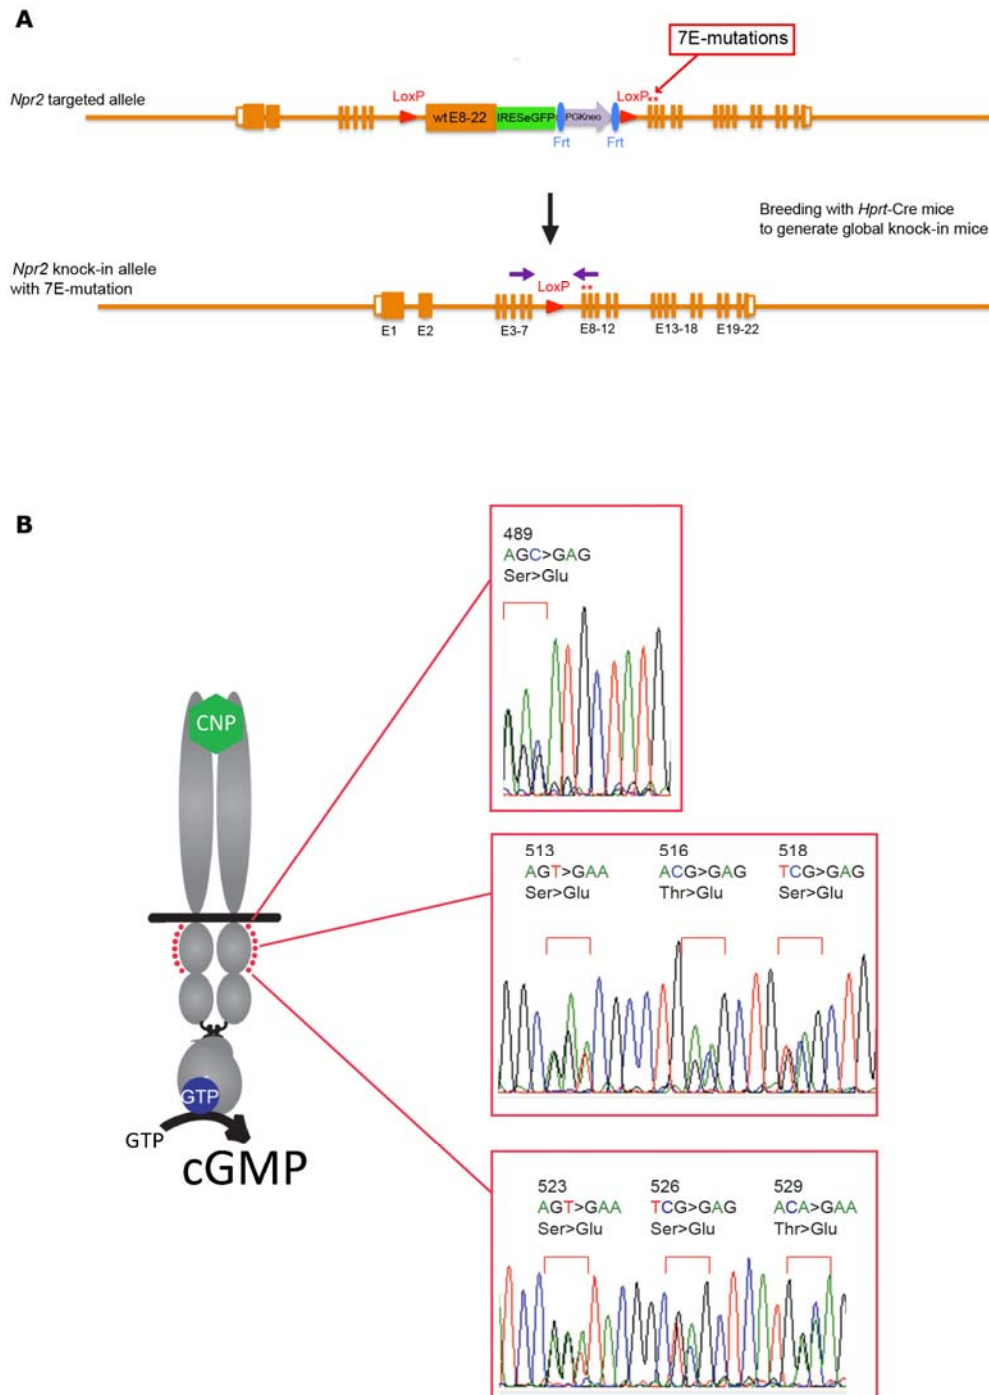 A
7E-mutations
Npr2 targeted allele
LoxP
wtE8-22
IRESeGFP
PGKneo
LoxP
**
Frt
Frt
Breeding with Hprt-Cre mice
to generate global knock-in mice
Npr2 knock-in allele
with 7E-mutation
LoxP
**
E1
E2
E3-7
E8-12
E13-18
E19-22
B
489
AGC>GAG
Ser>Glu
CNP
513
AGT>GAA
Ser>Glu
516
ACG>GAG
Thr>Glu
518
TCG>GAG
Ser>Glu
GTP
GTP
cGMP
523
AGT>GAA
Ser>Glu
526
TCG>GAG
Ser>Glu
529
ACA>GAA
Thr>Glu